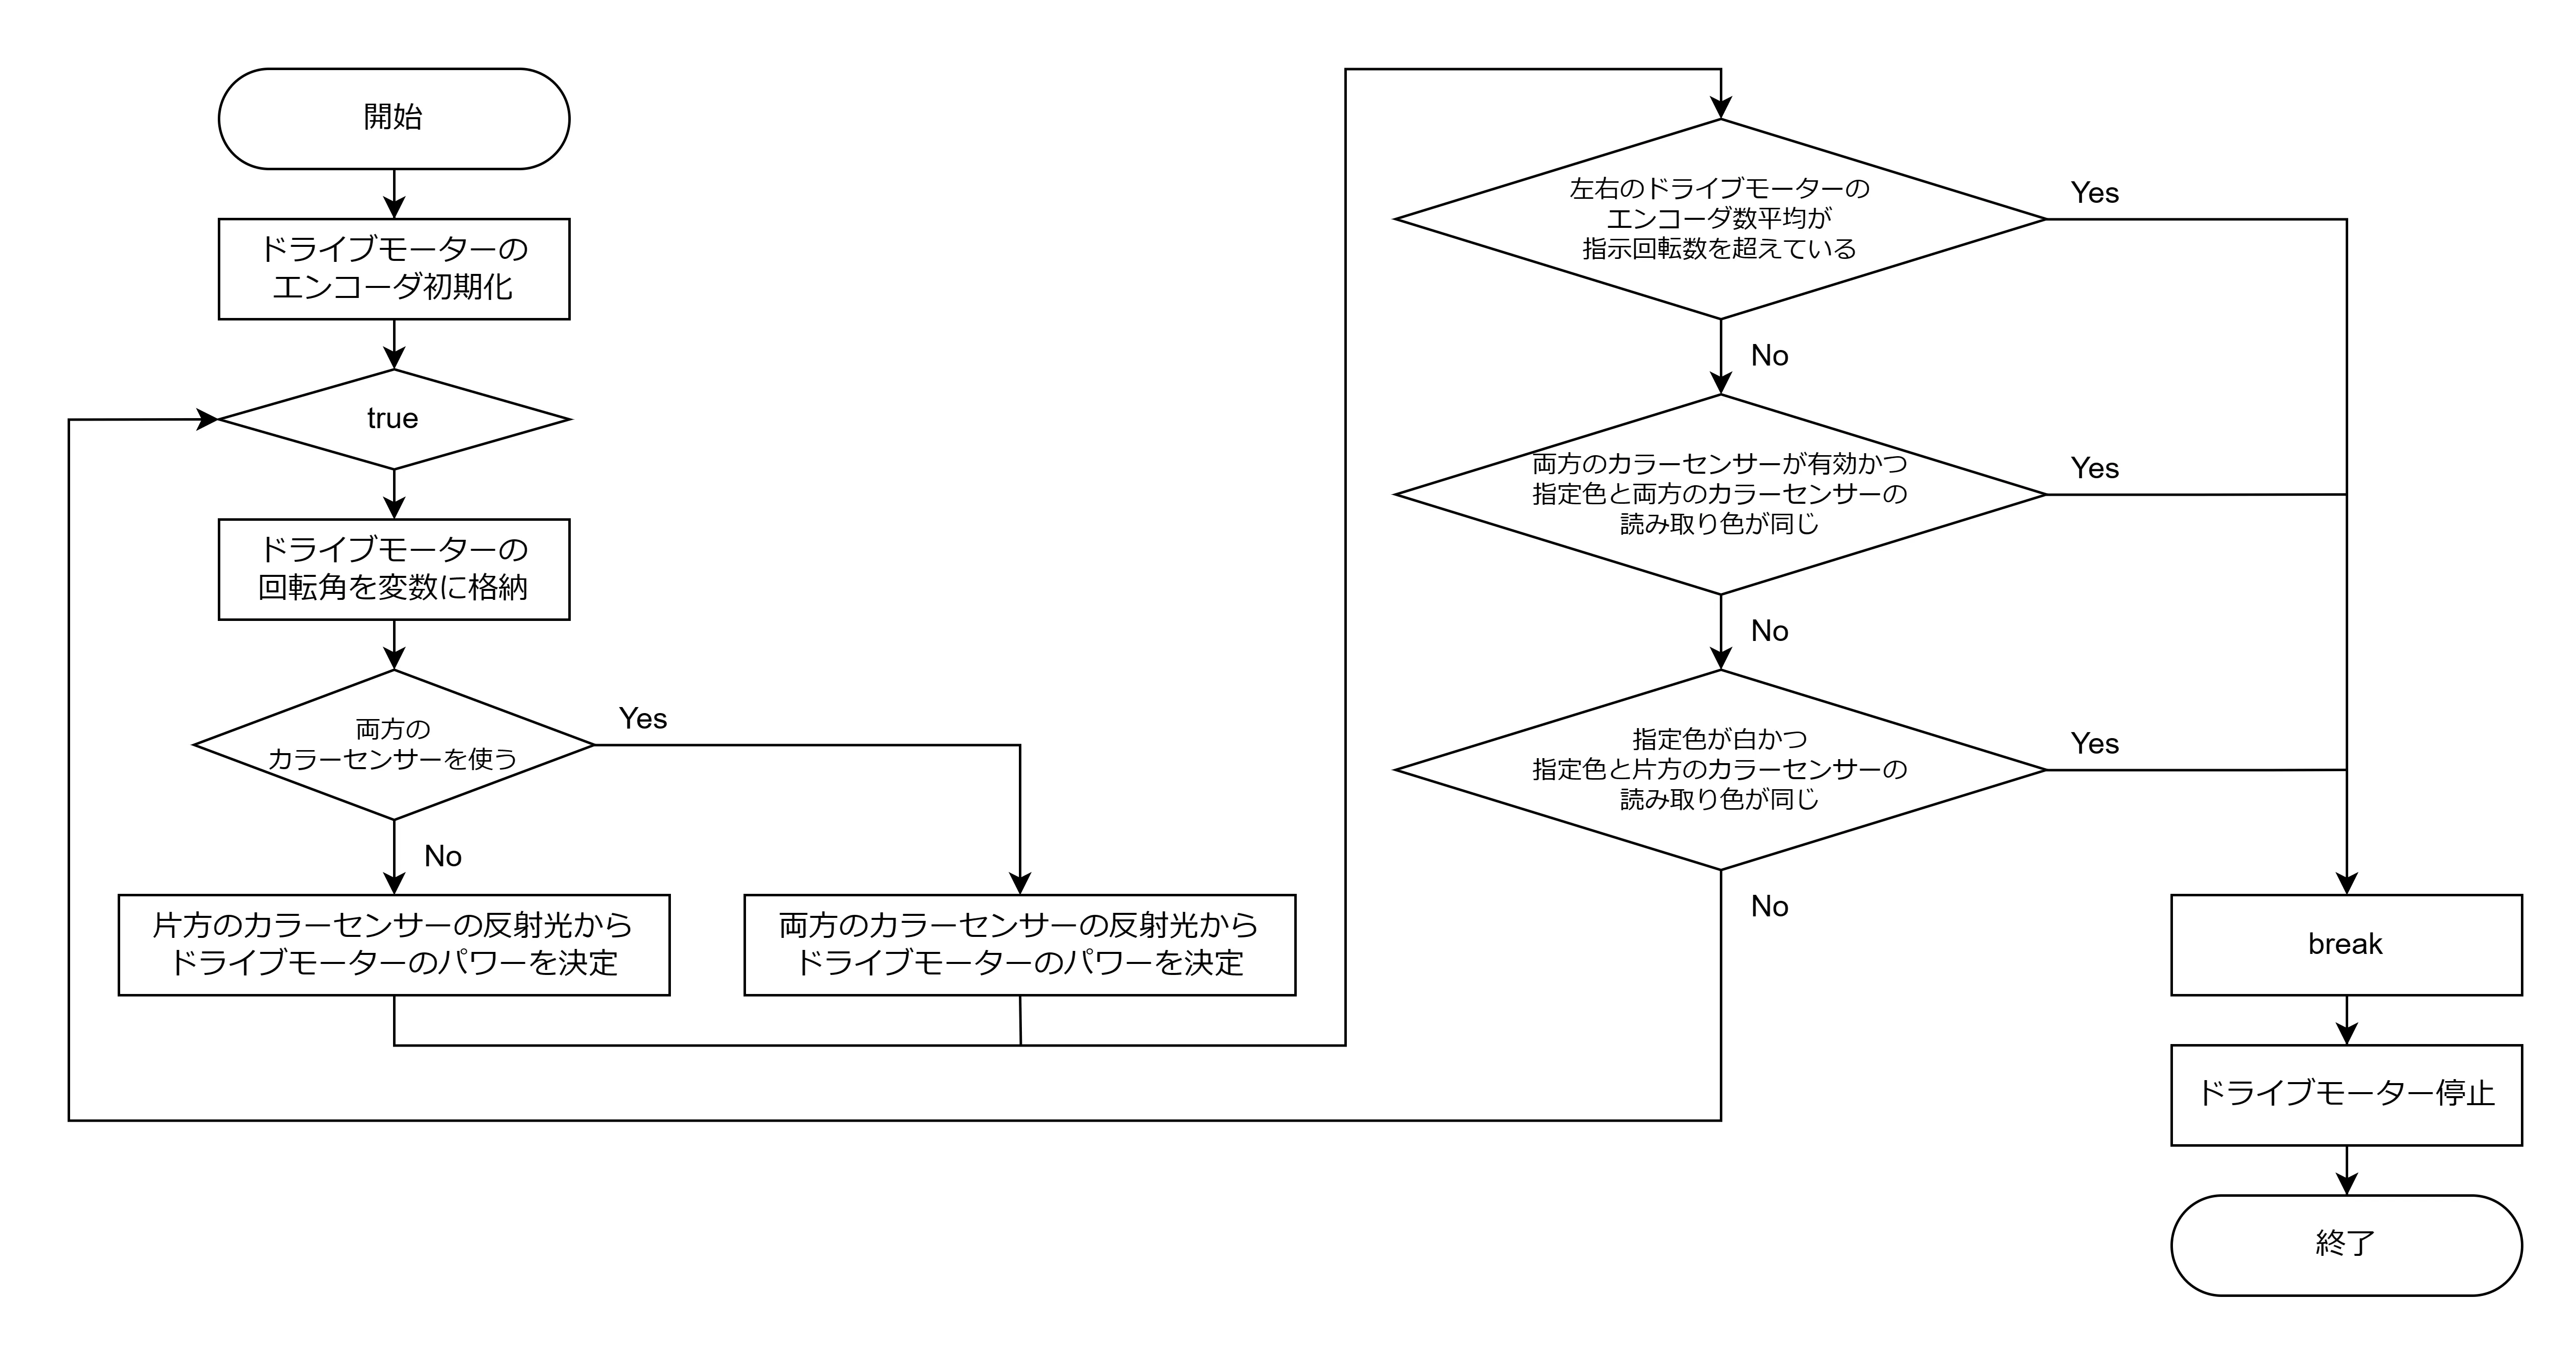 開始
ドライブモーターの
エンコーダ初期化
true
ドライブモーターの
回転角を変数に格納
両方の
カラーセンサーを使う
Yes
No
片方のカラーセンサーの反射光から
ドライブモーターのパワーを決定
両方のカラーセンサーの反射光から
ドライブモーターのパワーを決定
左右のドライブモーターの
エンコーダ数平均が
指示回転数を超えている
Yes
No
両方のカラーセンサーが有効かつ
指定色と両方のカラーセンサーの
読み取り色が同じ
Yes
No
指定色が白かつ
指定色と片方のカラーセンサーの
読み取り色が同じ
Yes
No
break
ドライブモーター停止
終了